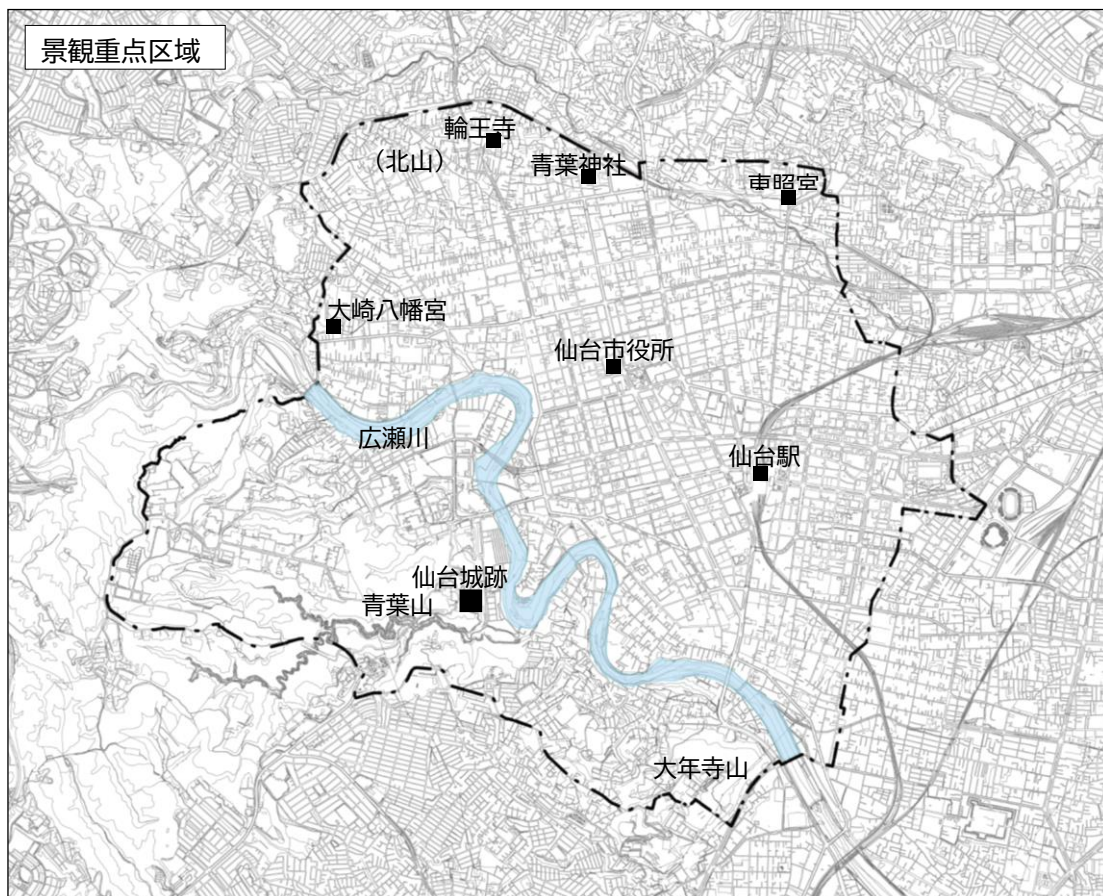 景観重点区域
輪王寺
（北山）
青葉神社
東照宮
大崎八幡宮
仙台市役所
広瀬川
仙台駅
仙台城跡
青葉山
大年寺山